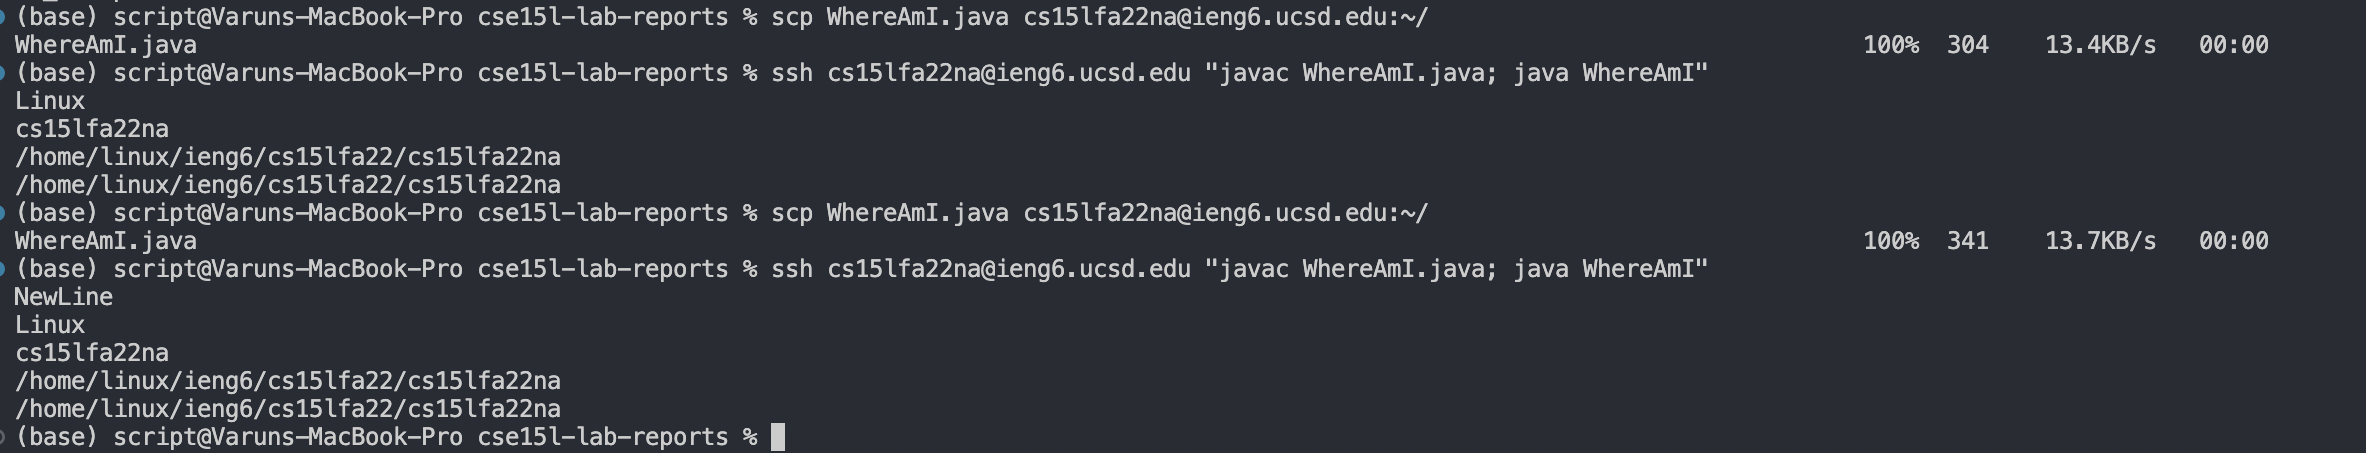 (base) script@Varuns-MacBook-Pro cse15l-lab-reports % scp WhereAmI.java cs15lfa22na@ieng6.ucsd.edu:~/
WhereAmI.java 100% 304 13.4KB/s 00:00
(base) script@Varuns-MacBook-Pro cse15l-lab-reports % ssh cs15lfa22na@ieng6.ucsd.edu "javac WhereAmI.java; java WhereAmI"
Linux
cs15lfa22na
/home/linux/ieng6/cs15lfa22/cs15lfa22na
/home/linux/ieng6/cs15lfa22/cs15lfa22na
(base) script@Varuns-MacBook-Pro cse15l-lab-reports % scp WhereAmI.java cs15lfa22na@ieng6.ucsd.edu:~/
WhereAmI.java 100% 341 13.7KB/s 00:00
(base) script@Varuns-MacBook-Pro cse15l-lab-reports % ssh cs15lfa22na@ieng6.ucsd.edu "javac WhereAmI.java; java WhereAmI"
NewLine
Linux
cs15lfa22na
/home/linux/ieng6/cs15lfa22/cs15lfa22na
/home/linux/ieng6/cs15lfa22/cs15lfa22na
(base) script@Varuns-MacBook-Pro cse15l-lab-reports %